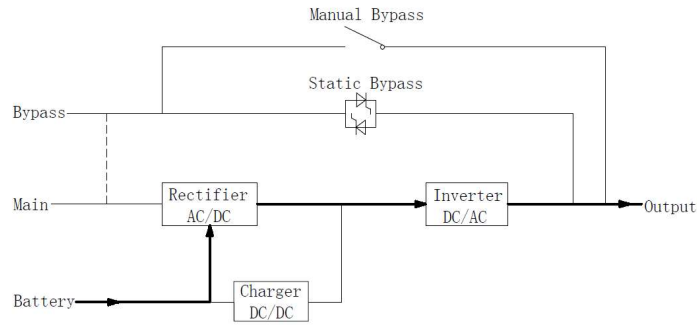 Manual Bypass
Static Bypass
Bypass
Main
Rectifier
AC/DC
Inverter
DC/AC
Output
Battery
Charger
DC/DC